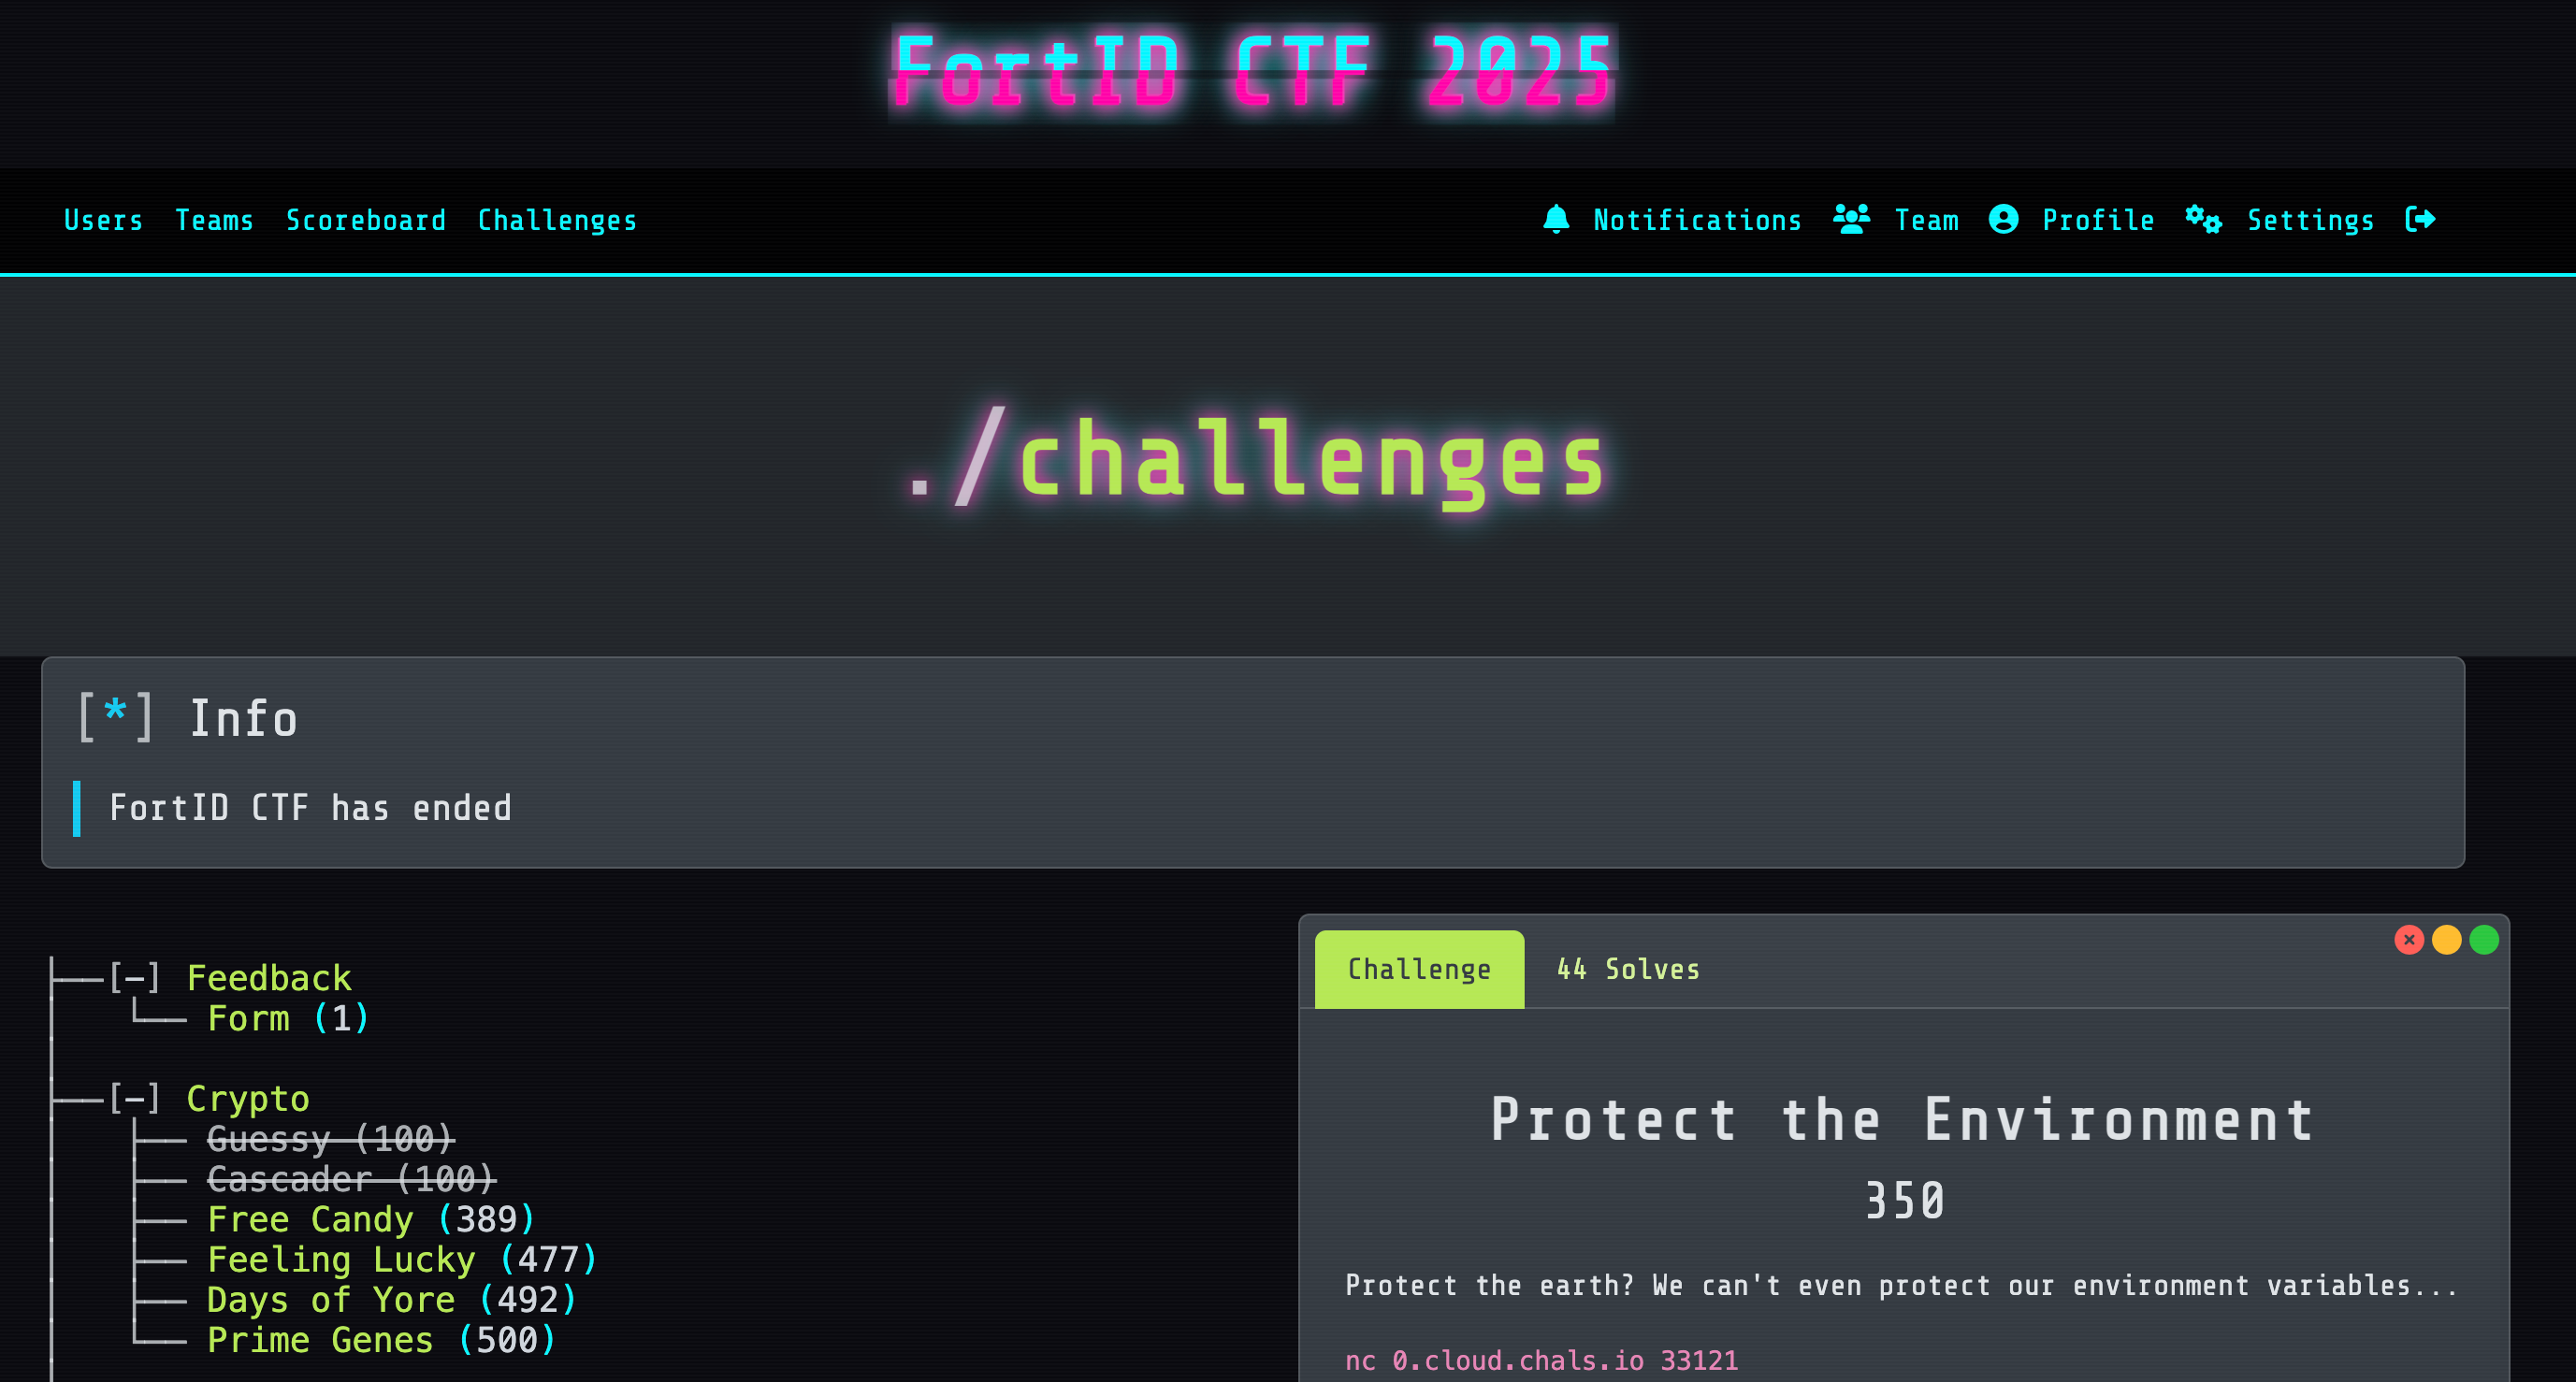 FortID CTF 2025
Users Teams Scoreboard Challenges Notifications Team Profile Settings
./challenges
[*] Info
FortID CTF has ended
[-] Feedback
Form (1)
[-] Crypto
Guessy (100)
Cascader (100)
Free Candy (389)
Feeling Lucky (477)
Days of Yore (492)
Prime Genes (500)
Challenge 44 Solves
Protect the Environment
350
Protect the earth? We can't even protect our environment variables...
nc 0.cloud.chals.io 33121